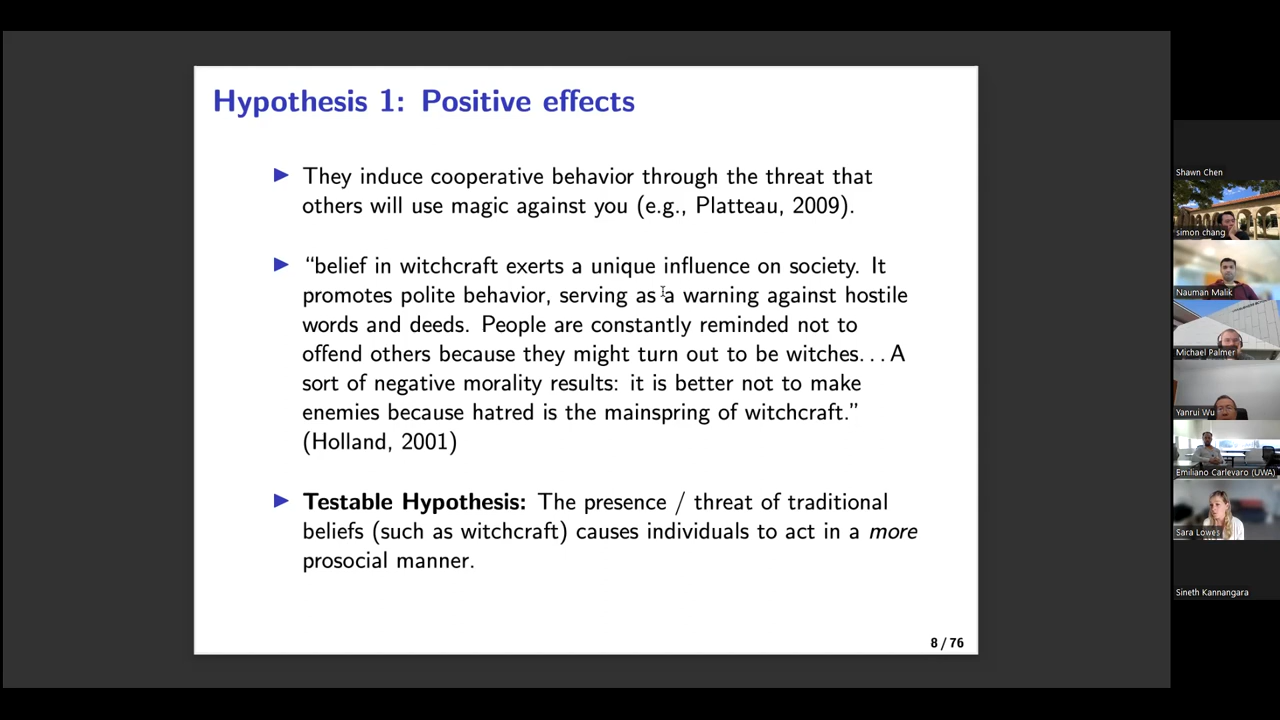 Hypothesis 1: Positive effects
They induce cooperative behavior through the threat that
others will use magic against you (e.g., Platteau, 2009).
“belief in witchcraft exerts a unique influence on society. It
promotes polite behavior, serving as a warning against hostile
words and deeds. People are constantly reminded not to
offend others because they might turn out to be witches. . . A
sort of negative morality results: it is better not to make
enemies because hatred is the mainspring of witchcraft.”
(Holland, 2001)
Testable Hypothesis: The presence / threat of traditional
beliefs (such as witchcraft) causes individuals to act in a more
prosocial manner.
8 / 76
Shawn Chen
simon chang
Nauman Malik
Michael Palmer
Yanrui Wu
Emiliano Carlevaro (UWA)
Sara Lowes
Sineth Kannangara